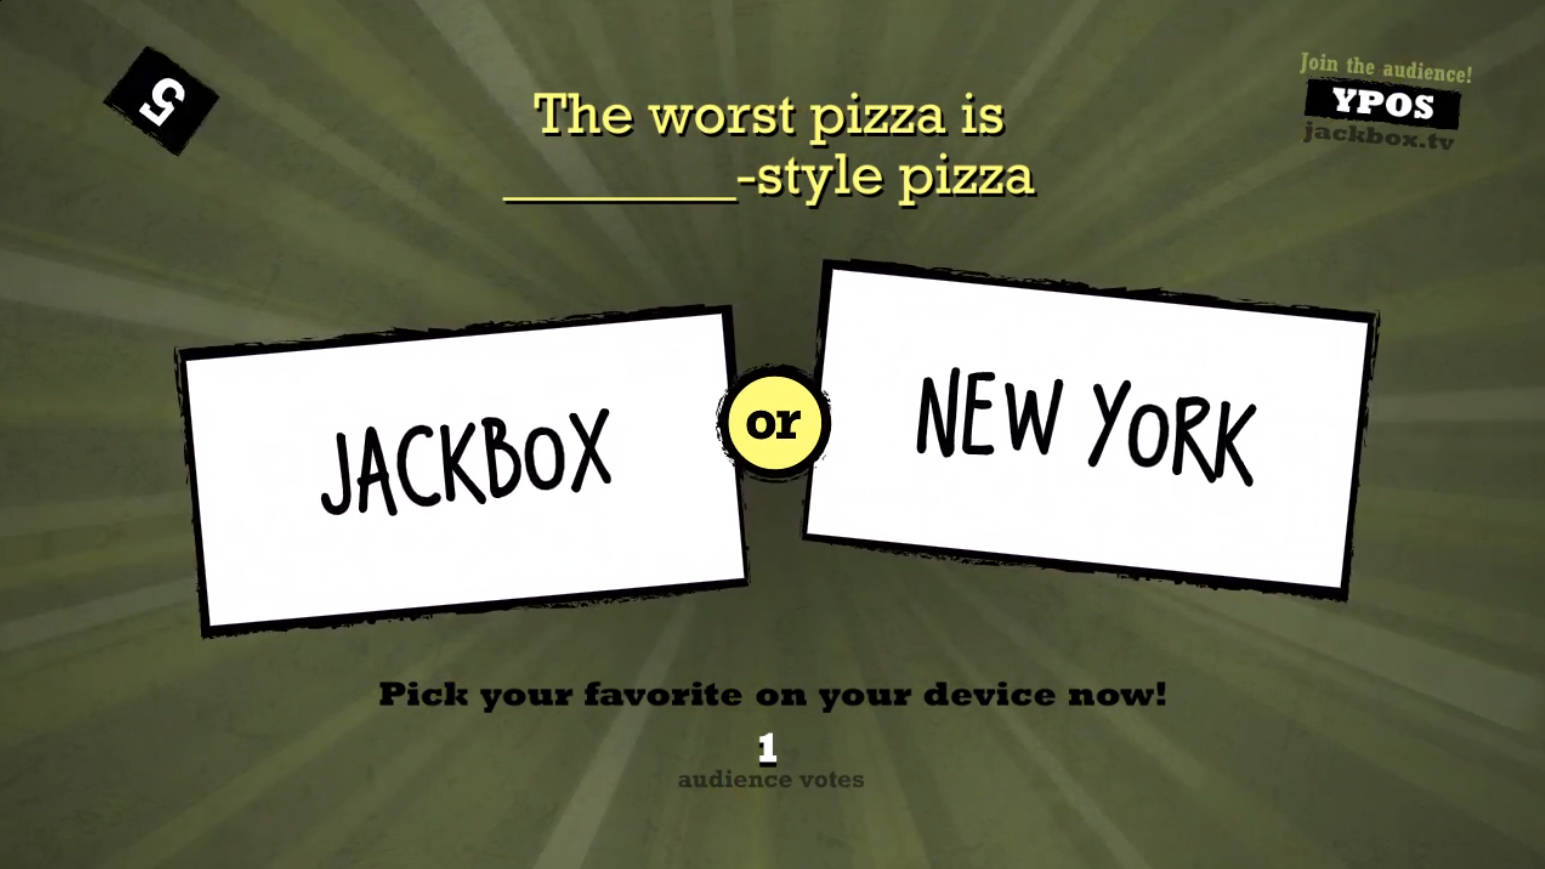 5
Join the audience!
YPOS
jackbox.tv
The worst pizza is
________-style pizza
JACKBOX
or
NEW YORK
Pick your favorite on your device now!
1
audience votes